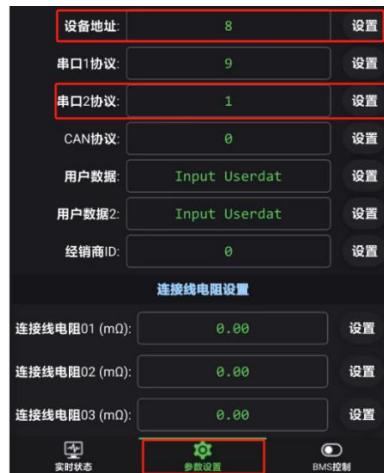 设备地址: 8 设置
串口1协议: 9 设置
串口2协议: 1 设置
CAN协议: 0 设置
用户数据: Input Userdat 设置
用户数据2: Input Userdat 设置
经销商ID: 0 设置
连接线电阻设置
连接线电阻01 (mΩ): 0.00 设置
连接线电阻02 (mΩ): 0.00 设置
连接线电阻03 (mΩ): 0.00 设置
实时状态 参数设置 BMS控制